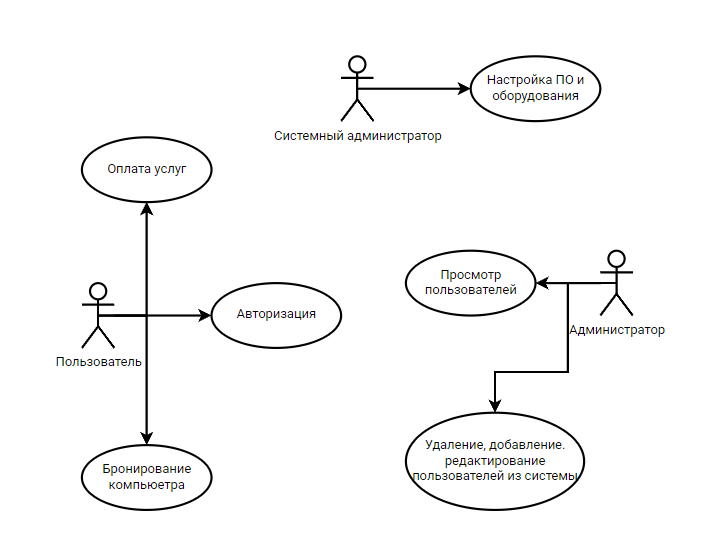 Настройка ПО и
оборудования
Системный администратор
Оплата услуг
Просмотр
пользователей
Авторизация
Администратор
Пользователь
Удаление, добавление.
редактирование
пользователей из системы
Бронирование
компьюетра